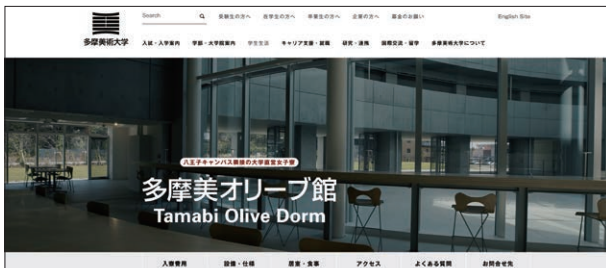 Search
受験生の方へ 在学生の方へ 卒業生の方へ 企業の方へ 募金のお願い English Site
多摩美術大学
入試・入学案内 学部・大学院案内 学生生活 キャリア支援・就職 研究・連携 国際交流・留学 多摩美術大学について
八王子キャンパス隣接の大学直営女子寮
多摩美オリーブ館
Tamabi Olive Dorm
入寮費用 設備・仕様 居室・食事 アクセス よくある質問 お問合せ先